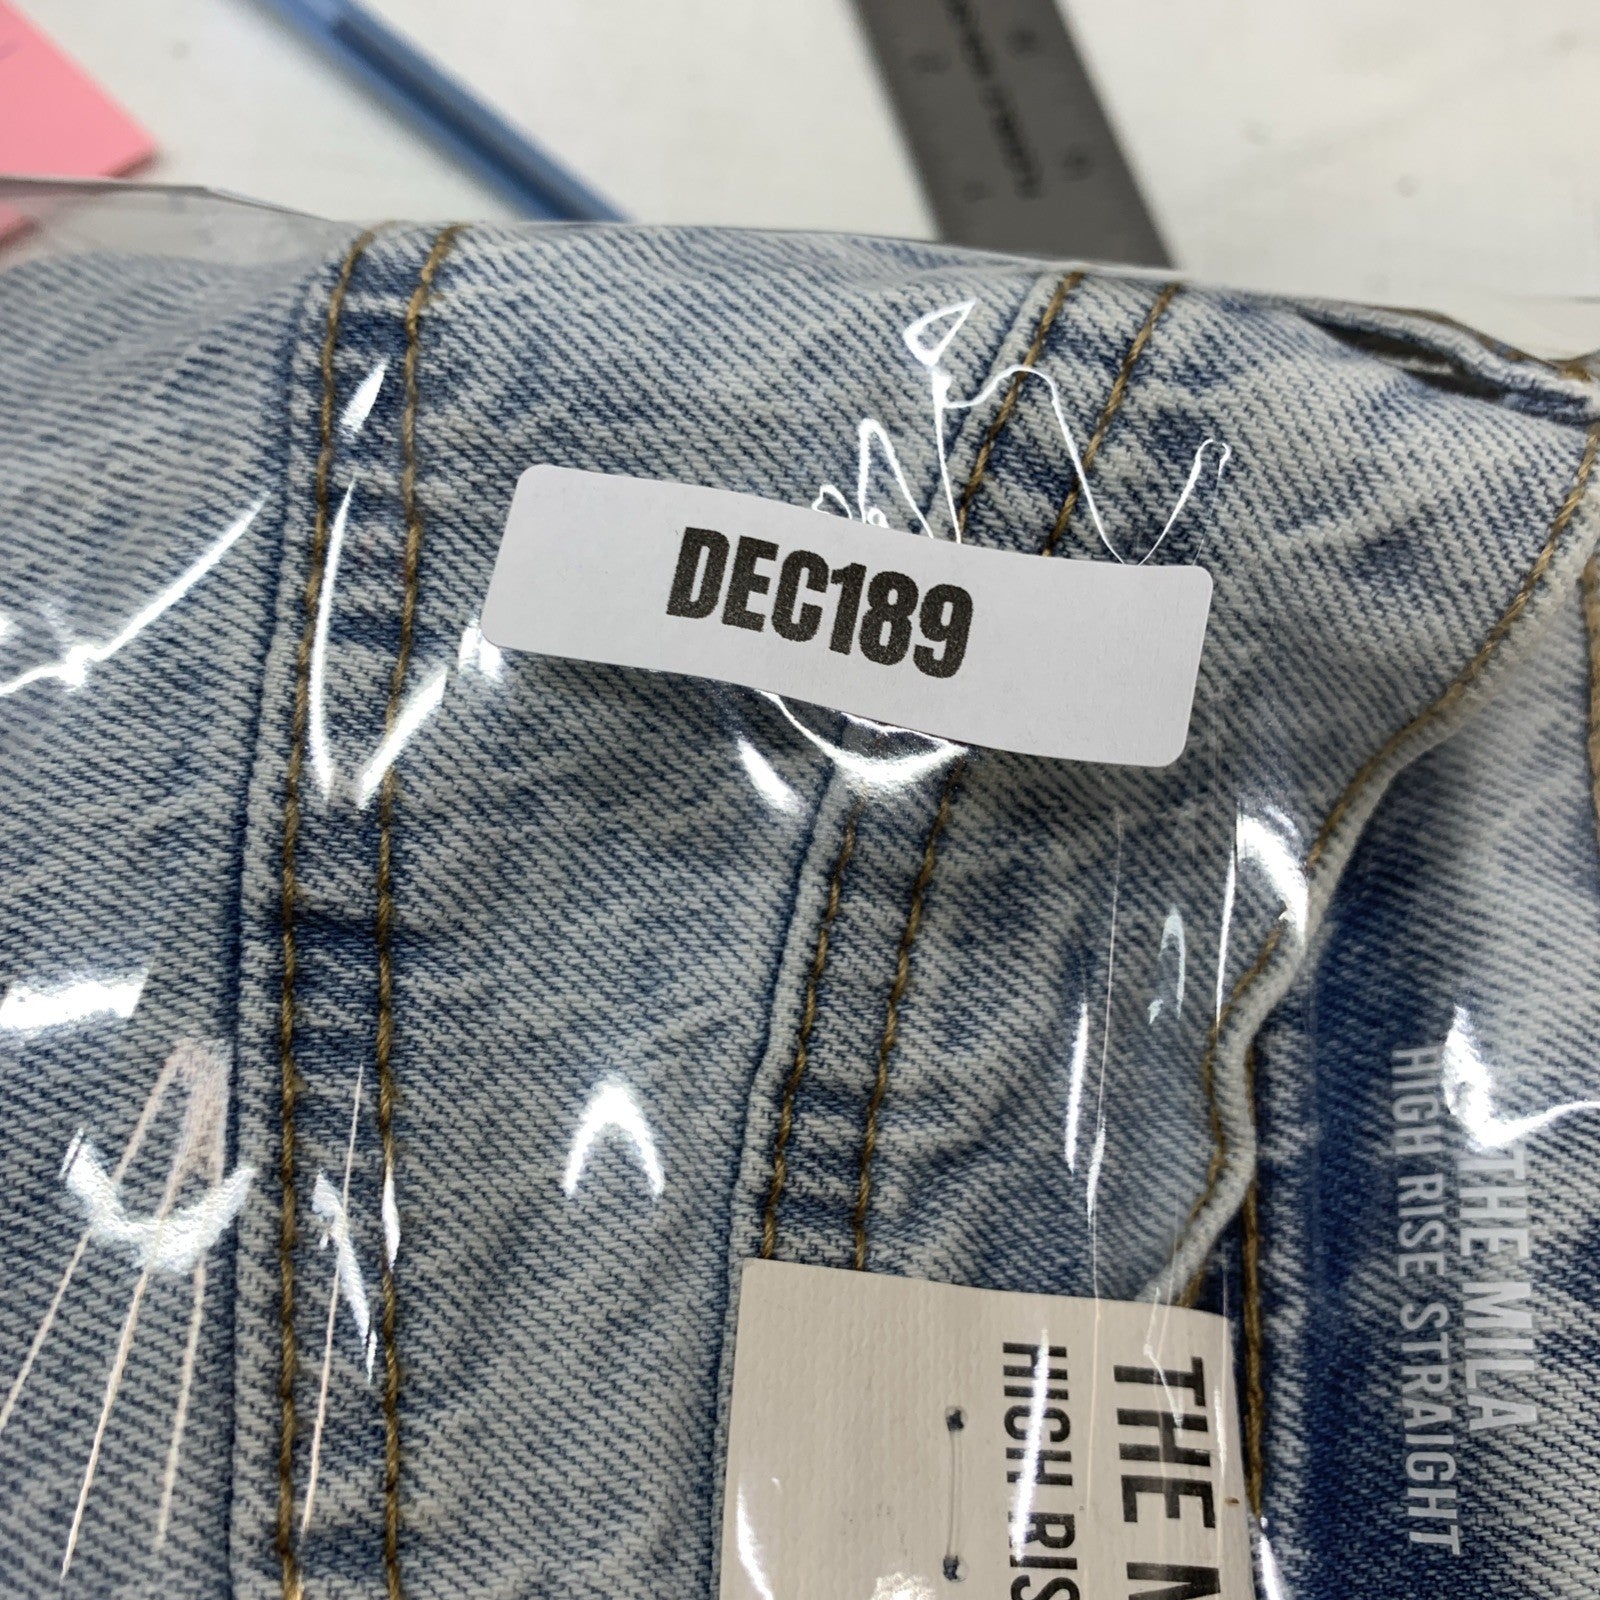 DEC189
THE MILA
HIGH RISE STRAIGHT
THE
HIGH RIS